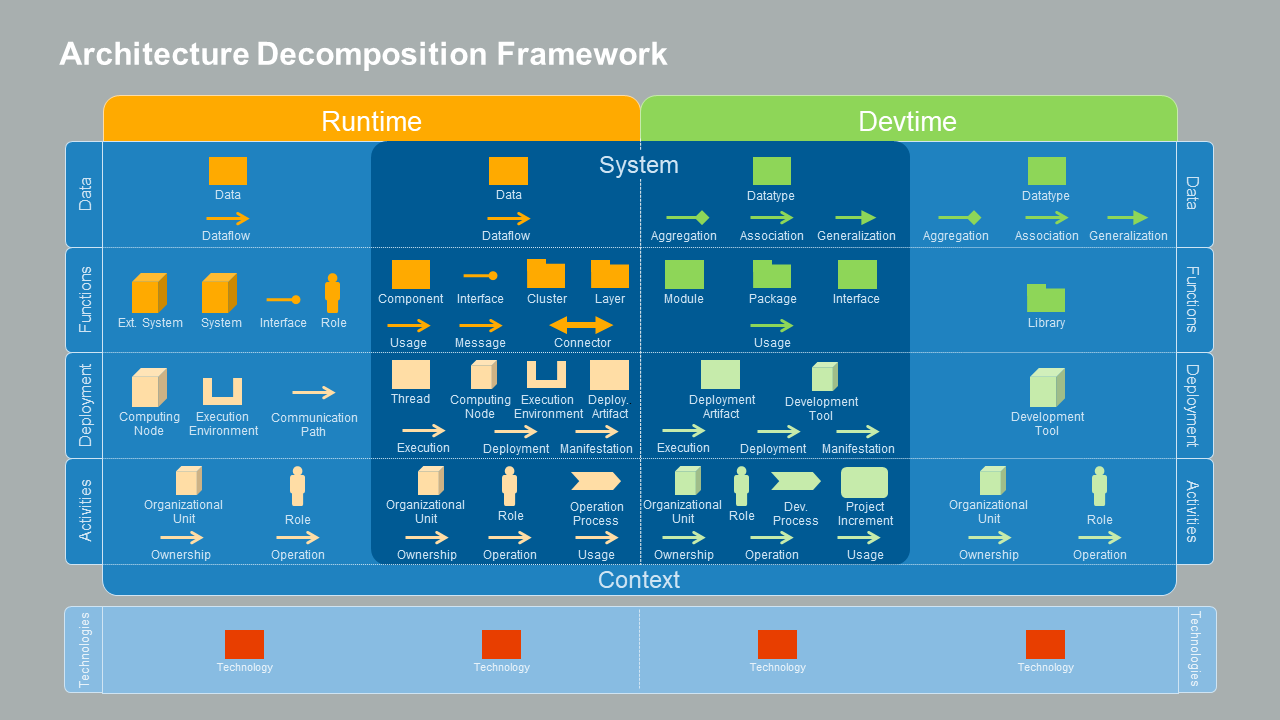 Architecture Decomposition Framework
Runtime
Devtime
System
Data
Data
Dataflow
Data
Dataflow
Datatype
Aggregation
Association
Generalization
Datatype
Aggregation
Association
Generalization
Data
Functions
Ext. System
System
Interface
Role
Component
Interface
Cluster
Layer
Usage
Message
Connector
Module
Package
Interface
Usage
Library
Functions
Deployment
Computing
Node
Execution
Environment
Communication
Path
Thread
Computing
Node
Execution
Environment
Deploy.
Artifact
Execution
Deployment
Manifestation
Deployment
Artifact
Development
Tool
Execution
Deployment
Manifestation
Development
Tool
Deployment
Activities
Organizational
Unit
Role
Ownership
Operation
Organizational
Unit
Role
Operation
Process
Ownership
Operation
Usage
Organizational
Unit
Role
Dev.
Process
Project
Increment
Ownership
Operation
Usage
Organizational
Unit
Role
Ownership
Operation
Activities
Context
Technologies
Technology
Technology
Technology
Technology
Technologies